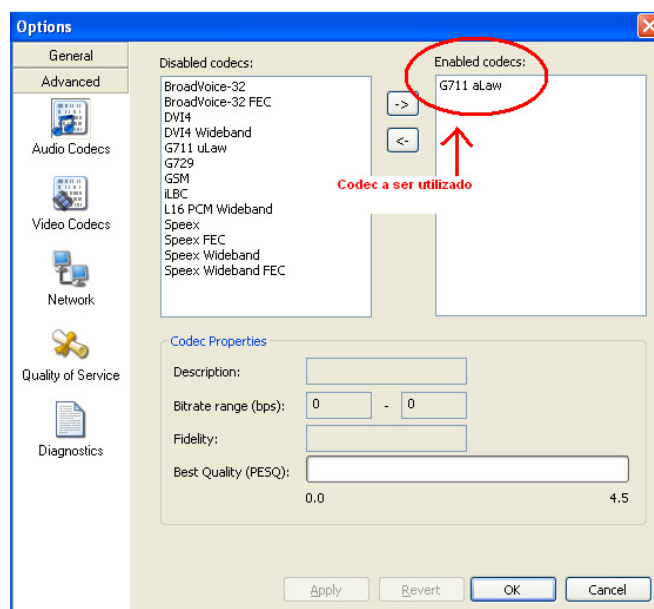 Options
General
Advanced
Audio Codecs
Video Codecs
Network
Quality of Service
Diagnostics
Disabled codecs:
BroadVoice-32
BroadVoice-32 FEC
DVI4
DVI4 Wideband
G711 uLaw
G729
GSM
iLBC
L16 PCM Wideband
Speex
Speex FEC
Speex Wideband
Speex Wideband FEC
->
<-
Enabled codecs:
G711 aLaw
Codec a ser utilizado
Codec Properties
Description:
Bitrate range (bps): 0 - 0
Fidelity:
Best Quality (PESQ):
0.0 4.5
Apply Revert OK Cancel